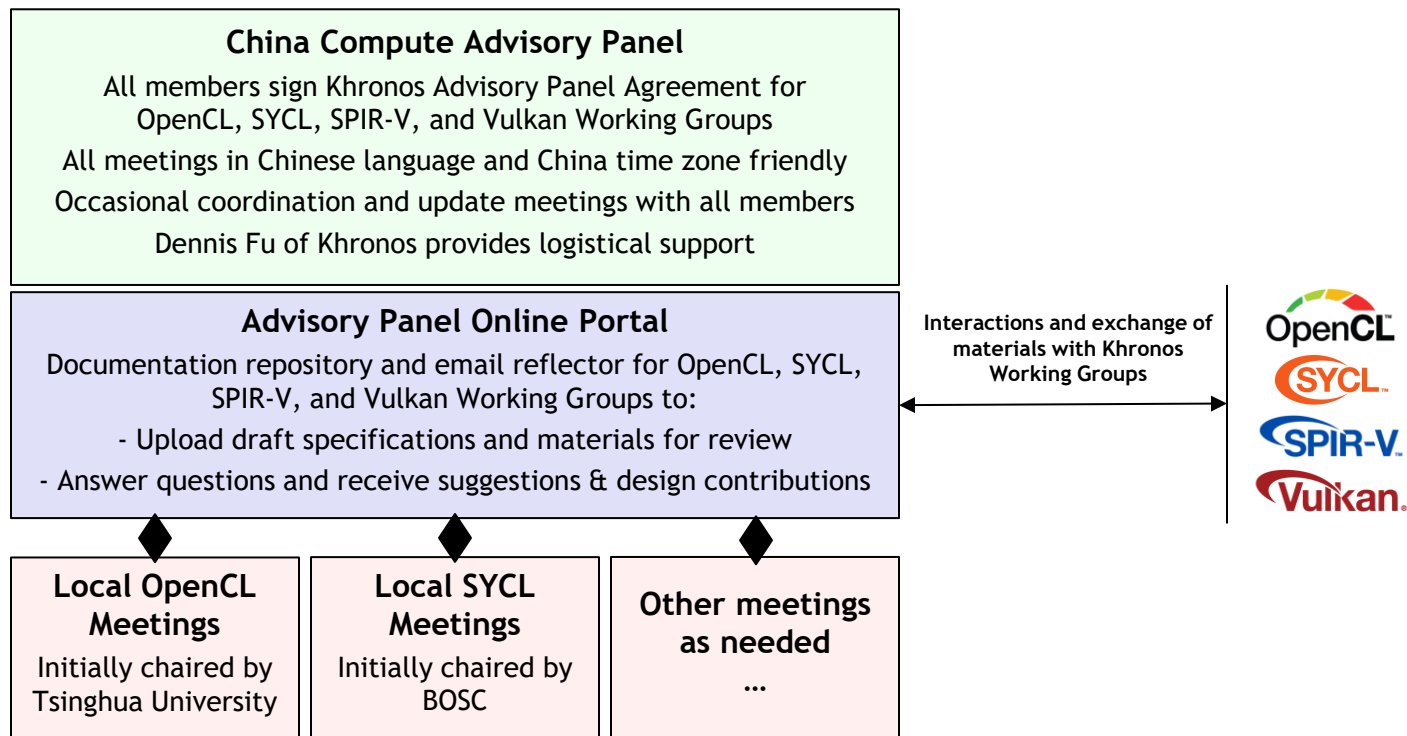 China Compute Advisory Panel
All members sign Khronos Advisory Panel Agreement for
OpenCL, SYCL, SPIR-V, and Vulkan Working Groups
All meetings in Chinese language and China time zone friendly
Occasional coordination and update meetings with all members
Dennis Fu of Khronos provides logistical support
Advisory Panel Online Portal
Documentation repository and email reflector for OpenCL, SYCL,
SPIR-V, and Vulkan Working Groups to:
- Upload draft specifications and materials for review
- Answer questions and receive suggestions & design contributions
Interactions and exchange of
materials with Khronos
Working Groups
OpenCL™
SYCL™
SPIR-V™
Vulkan®
Local OpenCL
Meetings
Initially chaired by
Tsinghua University
Local SYCL
Meetings
Initially chaired by
BOSC
Other meetings
as needed
…